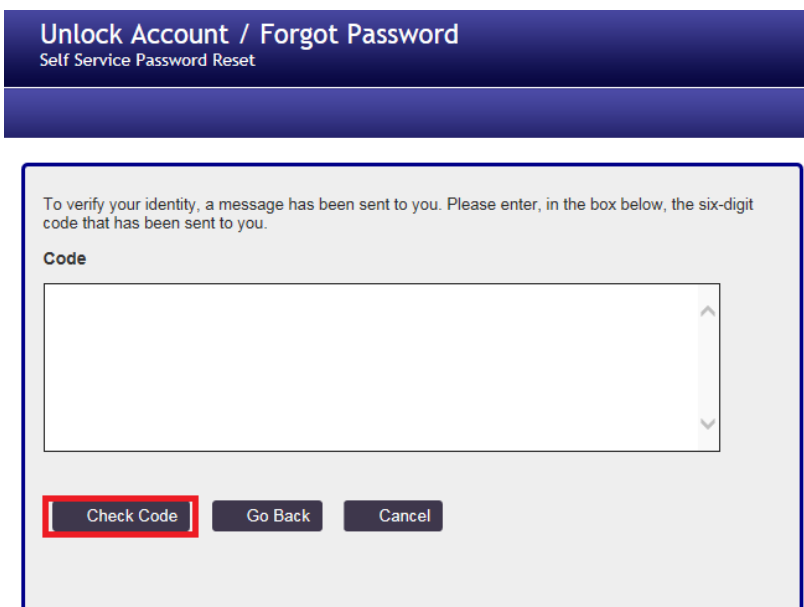 Unlock Account / Forgot Password
Self Service Password Reset
To verify your identity, a message has been sent to you. Please enter, in the box below, the six-digit
code that has been sent to you.
Code
Check Code Go Back Cancel